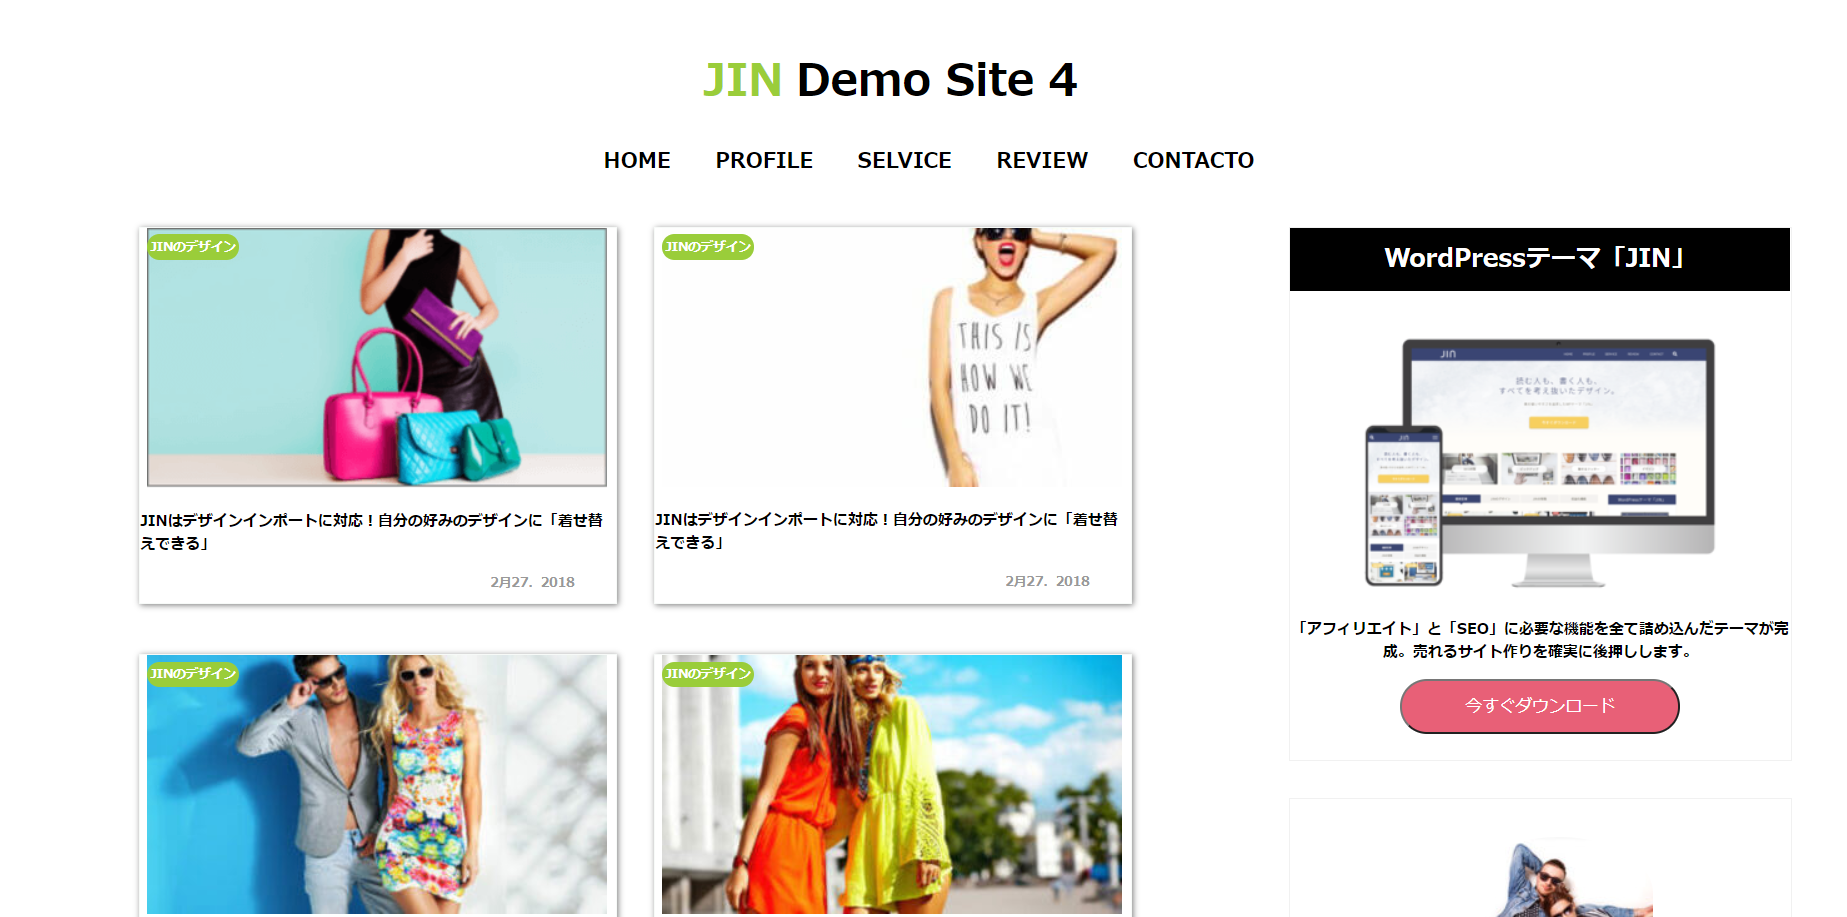 JIN Demo Site 4
HOME PROFILE SELVICE REVIEW CONTACTO
JINのデザイン
JINはデザインインポートに対応！自分の好みのデザインに「着せ替
えできる」
2月27. 2018
JINのデザイン
THIS IS
HOW WE
DO IT!
JINはデザインインポートに対応！自分の好みのデザインに「着せ替
えできる」
2月27. 2018
JINのデザイン
JINのデザイン
WordPressテーマ「JIN」
JIN
読む人も、書く人も、
すべてを考え抜いたデザイン。
JIN
「アフィリエイト」と「SEO」に必要な機能を全て詰め込んだテーマが完
成。売れるサイト作りを確実に後押しします。
今すぐダウンロード